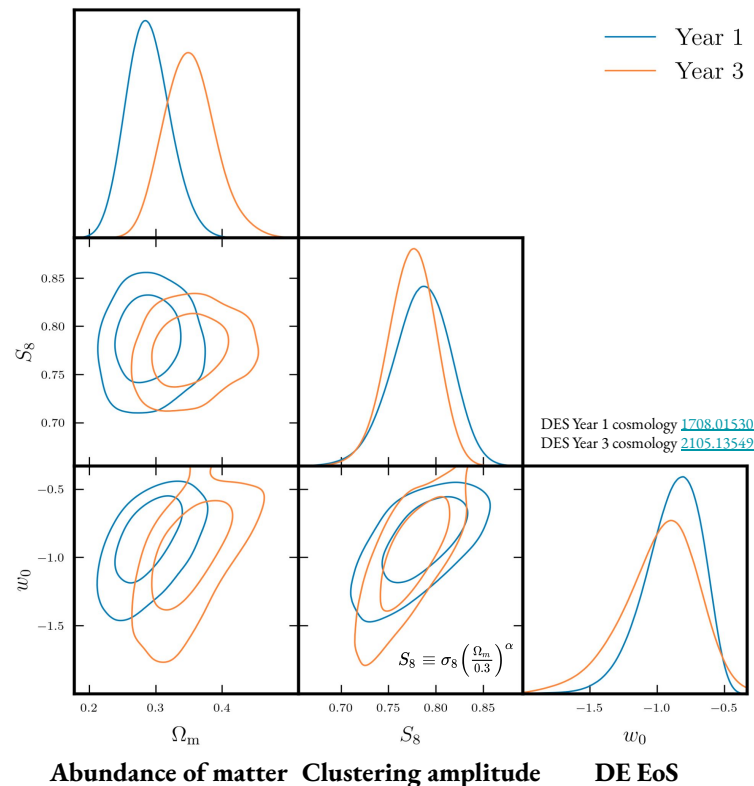 Year 1
Year 3
0.85
0.80
0.75
0.70
S₈
DES Year 1 cosmology 1708.01530
DES Year 3 cosmology 2105.13549
−0.5
−1.0
−1.5
w₀
S₈ ≡ σ₈(Ωₘ/0.3)^α
0.2 0.3 0.4 0.70 0.75 0.80 0.85 −1.5 −1.0 −0.5
Ωₘ S₈ w₀
Abundance of matter Clustering amplitude DE EoS